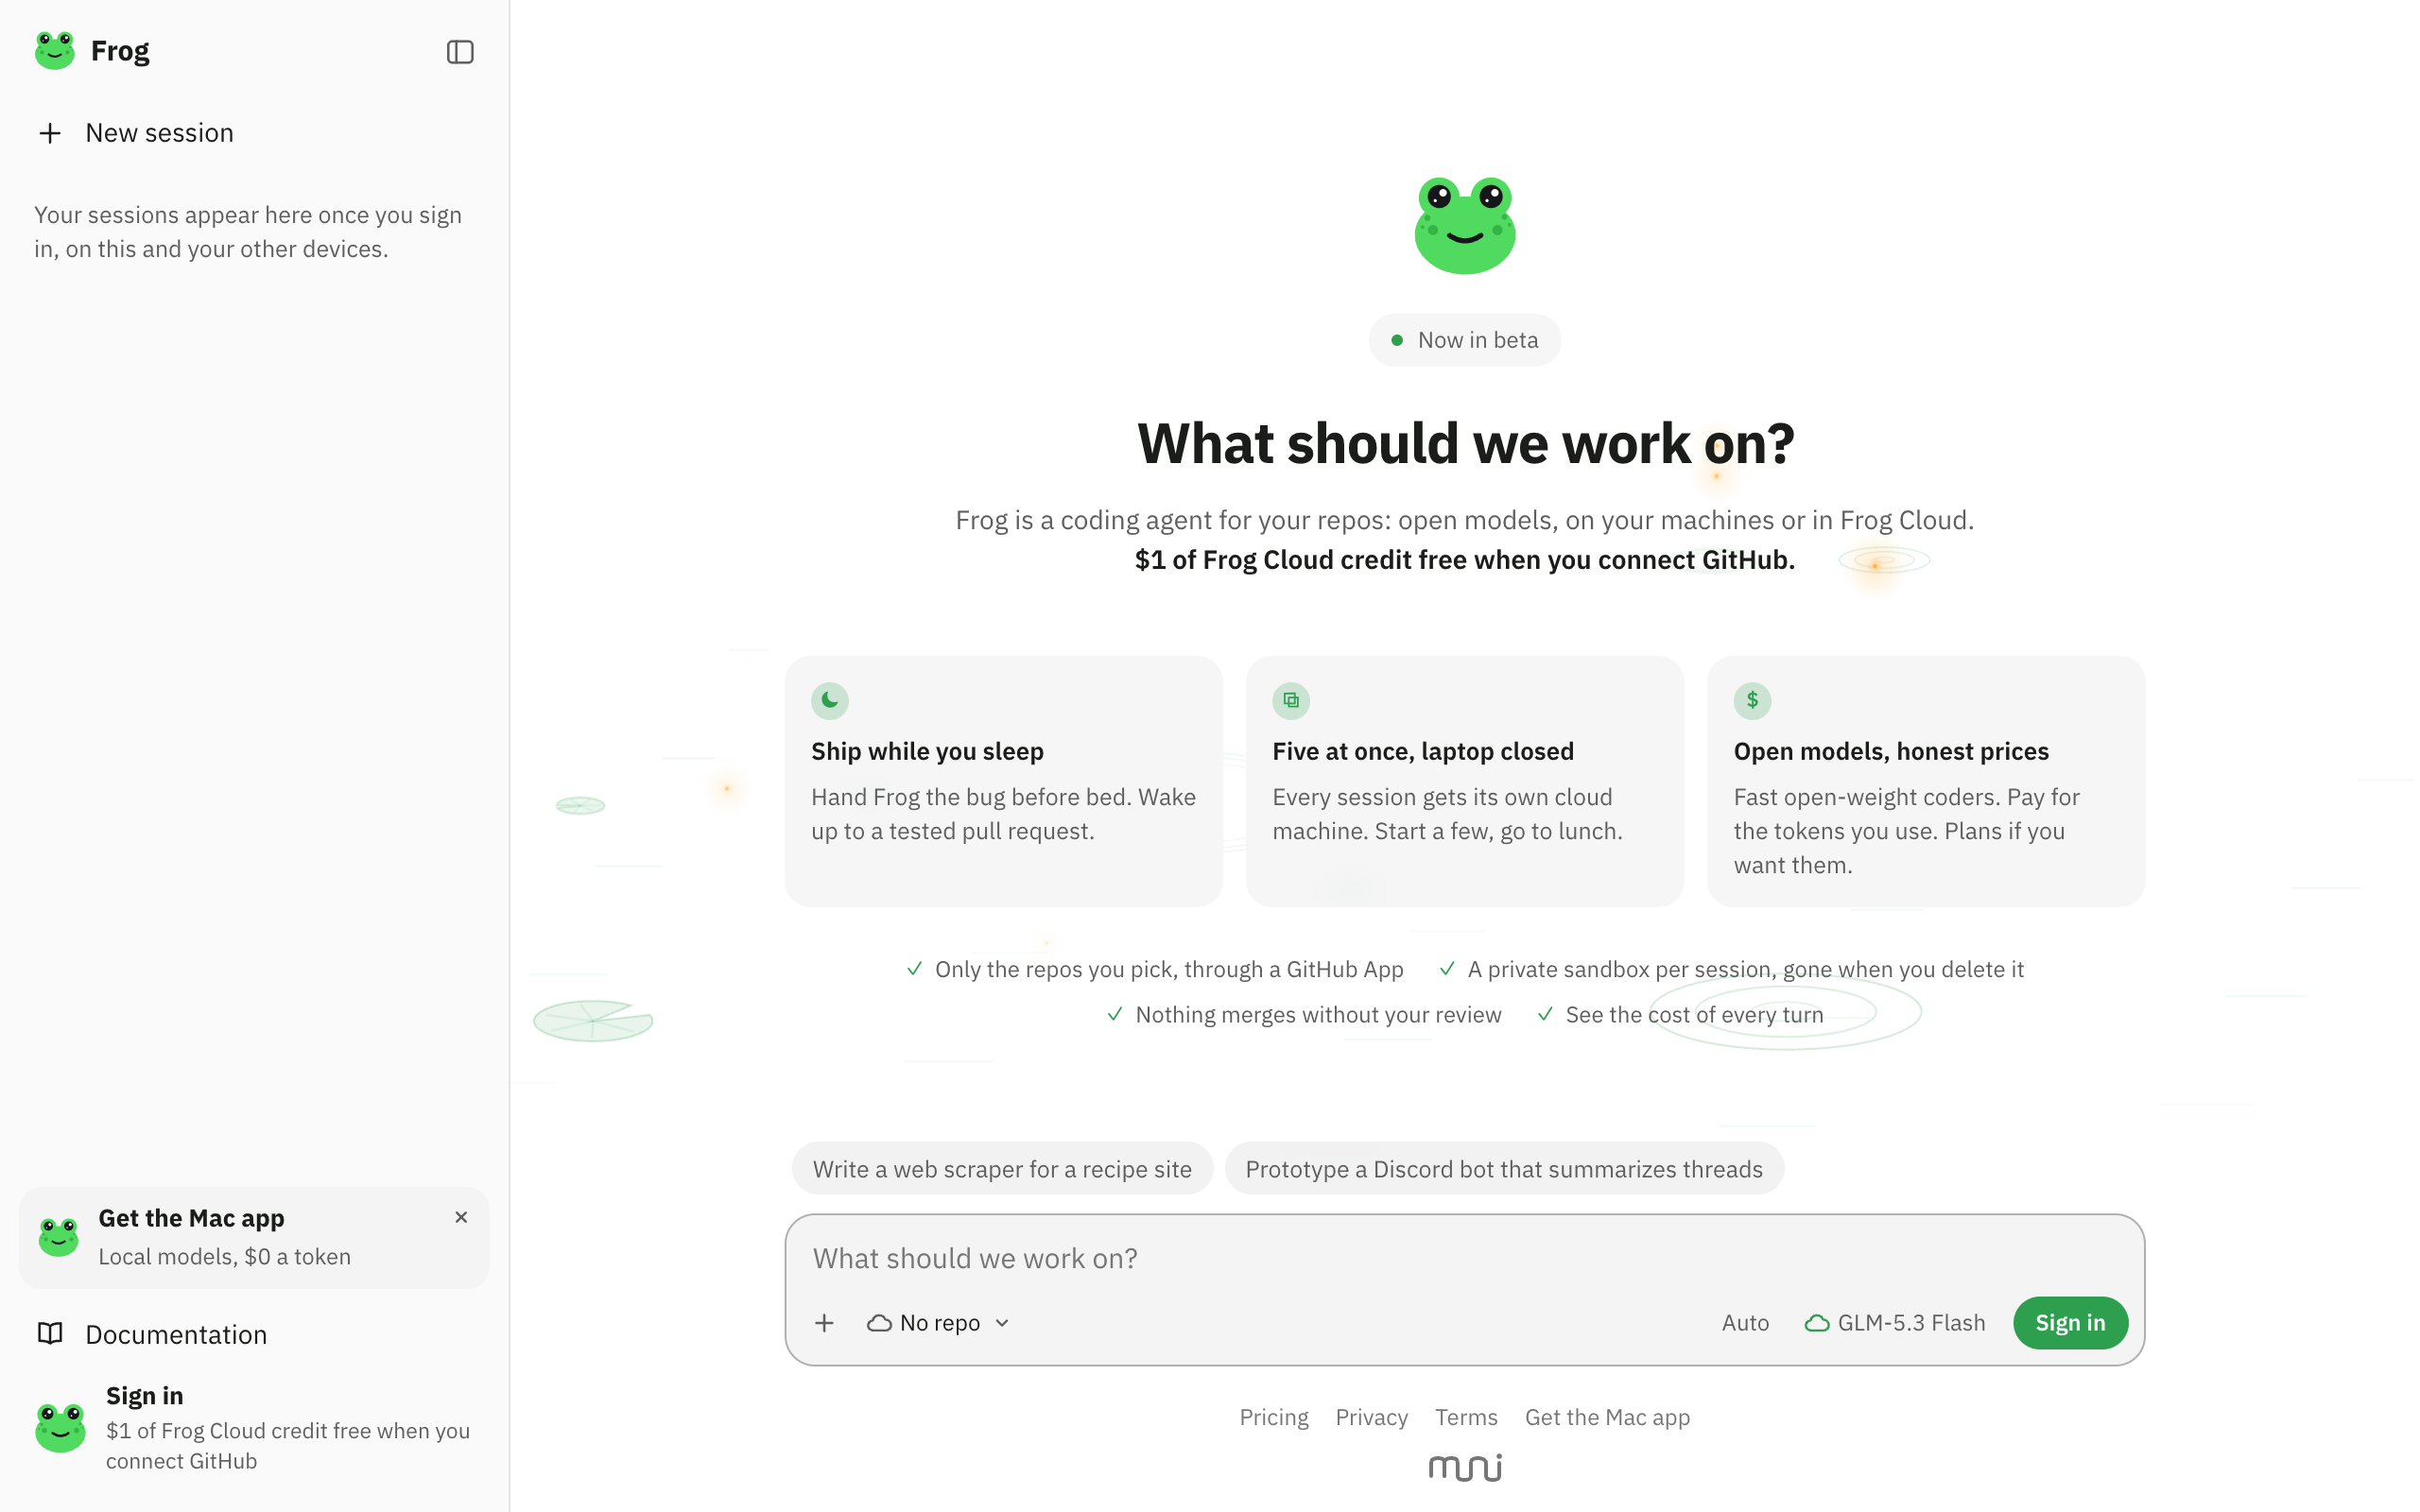 Frog
New session
Your sessions appear here once you sign
in, on this and your other devices.
Get the Mac app
Local models, $0 a token
Documentation
Sign in
$1 of Frog Cloud credit free when you
connect GitHub
Now in beta
What should we work on?
Frog is a coding agent for your repos: open models, on your machines or in Frog Cloud.
$1 of Frog Cloud credit free when you connect GitHub.
Ship while you sleep
Hand Frog the bug before bed. Wake
up to a tested pull request.
Five at once, laptop closed
Every session gets its own cloud
machine. Start a few, go to lunch.
$
Open models, honest prices
Fast open-weight coders. Pay for
the tokens you use. Plans if you
want them.
Only the repos you pick, through a GitHub App
A private sandbox per session, gone when you delete it
Nothing merges without your review
See the cost of every turn
Write a web scraper for a recipe site
Prototype a Discord bot that summarizes threads
What should we work on?
No repo
Auto
GLM-5.3 Flash
Sign in
Pricing
Privacy
Terms
Get the Mac app